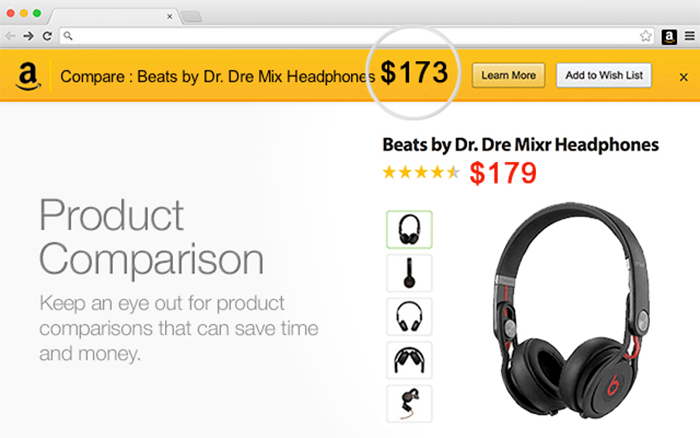 Compare : Beats by Dr. Dre Mix Headphones $173 Learn More Add to Wish List
Beats by Dr. Dre Mixr Headphones
$179
Product
Comparison
Keep an eye out for product
comparisons that can save time
and money.